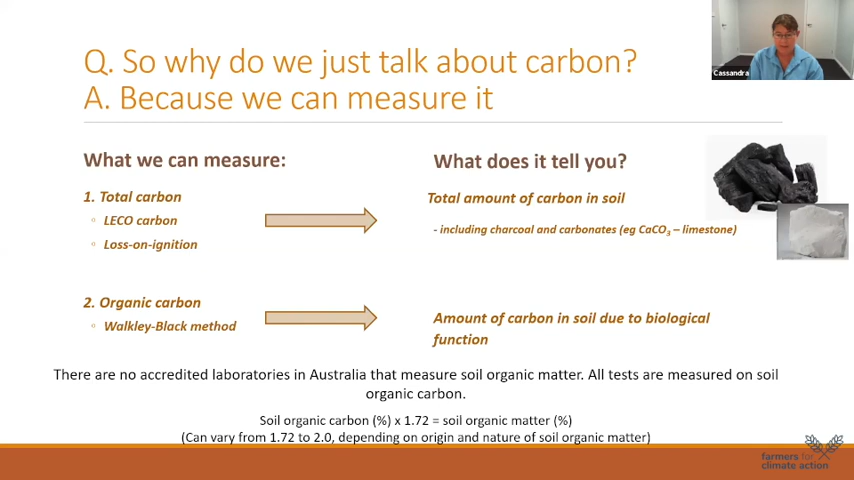 Q. So why do we just talk about carbon?
A. Because we can measure it
Cassandra
What we can measure:
What does it tell you?
1. Total carbon
◦ LECO carbon
◦ Loss-on-ignition
Total amount of carbon in soil
- including charcoal and carbonates (eg CaCO₃ – limestone)
2. Organic carbon
◦ Walkley-Black method
Amount of carbon in soil due to biological
function
There are no accredited laboratories in Australia that measure soil organic matter. All tests are measured on soil
organic carbon.
Soil organic carbon (%) x 1.72 = soil organic matter (%)
(Can vary from 1.72 to 2.0, depending on origin and nature of soil organic matter)
farmers for
climate action